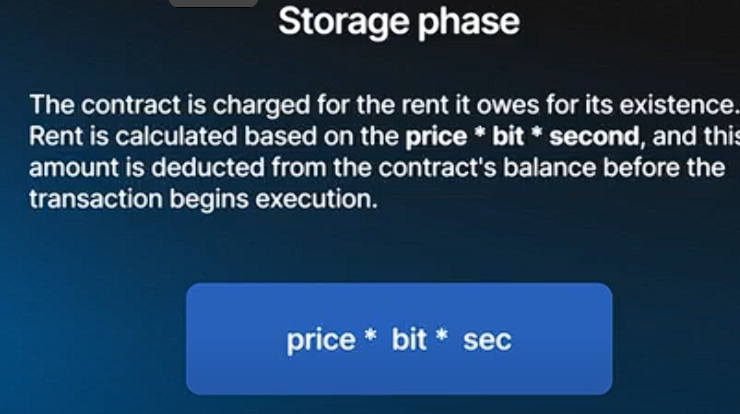 Storage phase
The contract is charged for the rent it owes for its existence.
Rent is calculated based on the price * bit * second, and this
amount is deducted from the contract's balance before the
transaction begins execution.
price * bit * sec